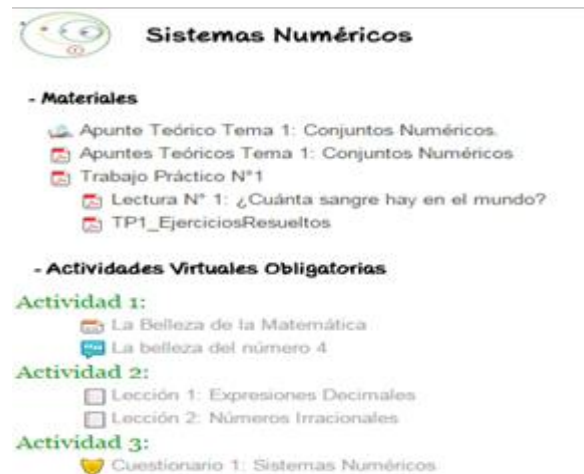 Sistemas Numéricos
- Materiales
Apunte Teórico Tema 1: Conjuntos Numéricos.
Apuntes Teóricos Tema 1: Conjuntos Numéricos
Trabajo Práctico N°1
Lectura N° 1: ¿Cuánta sangre hay en el mundo?
TP1_EjerciciosResueltos
- Actividades Virtuales Obligatorias
Actividad 1:
La Belleza de la Matemática
La belleza del número 4
Actividad 2:
Lección 1: Expresiones Decimales
Lección 2: Números Irracionales
Actividad 3:
Cuestionario 1: Sistemas Numéricos